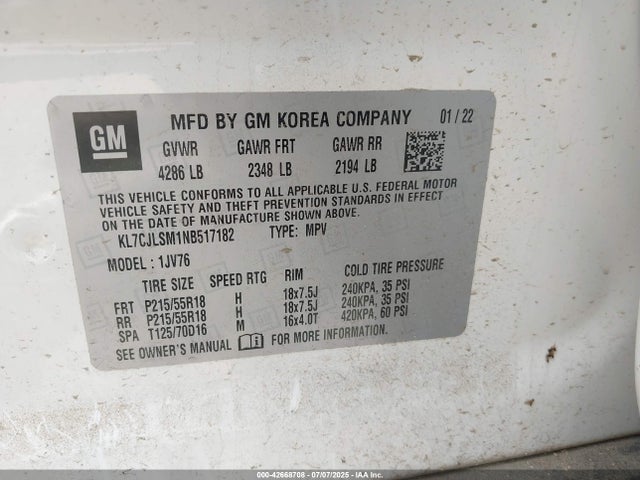 GM
MFD BY GM KOREA COMPANY 01 / 22
GVWR GAWR FRT GAWR RR
4286 LB 2348 LB 2194 LB
THIS VEHICLE CONFORMS TO ALL APPLICABLE U.S. FEDERAL MOTOR
VEHICLE SAFETY AND THEFT PREVENTION STANDARDS IN EFFECT
ON THE DATE OF MANUFACTURE SHOWN ABOVE.
KL7CJLSM1NB517182 TYPE: MPV
MODEL : 1JV76
TIRE SIZE SPEED RTG RIM COLD TIRE PRESSURE
FRT P215/55R18 H 18x7.5J 240KPA, 35 PSI
RR P215/55R18 H 18x7.5J 240KPA, 35 PSI
SPA T125/70D16 M 16x4.0T 420KPA, 60 PSI
SEE OWNER'S MANUAL FOR MORE INFORMATION.
000-42668708 - 07/07/2025 - IAA Inc.